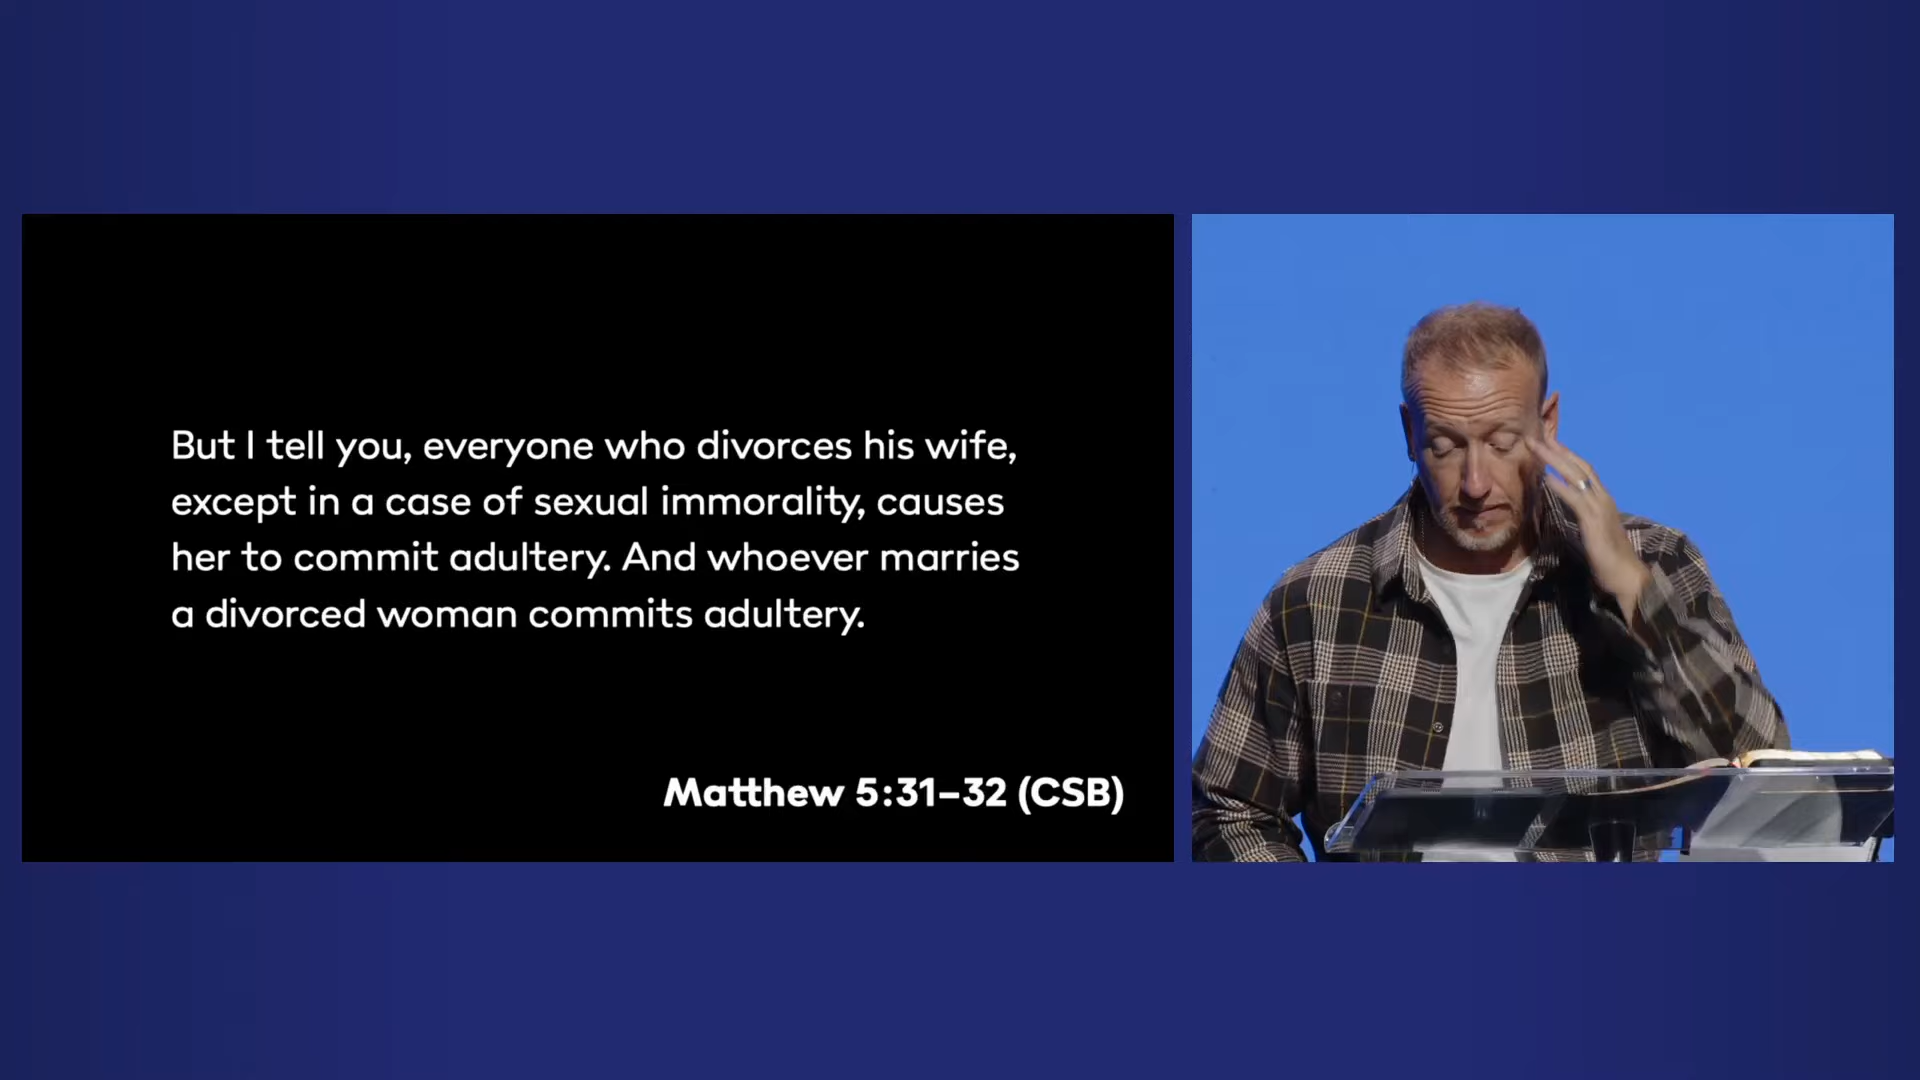 But I tell you, everyone who divorces his wife,
except in a case of sexual immorality, causes
her to commit adultery. And whoever marries
a divorced woman commits adultery.
Matthew 5:31–32 (CSB)